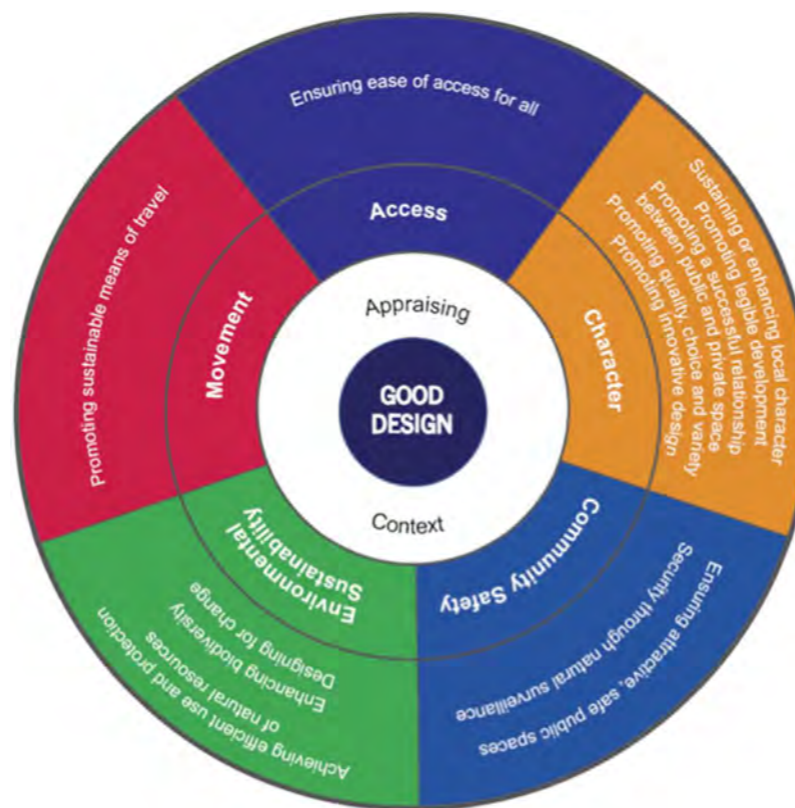 Ensuring ease of access for all
Access
Sustaining or enhancing local character
Promoting legible development
Promoting a successful relationship
between public and private space
Promoting quality, choice and variety
Promoting innovative design
Character
Community Safety
Ensuring attractive, safe public spaces
Security through natural surveillance
Environmental
Sustainability
Achieving efficient use and protection
of natural resources
Enhancing biodiversity
Designing for change
Movement
Promoting sustainable means of travel
Appraising
GOOD
DESIGN
Context